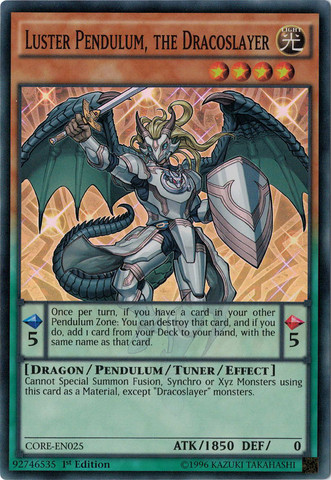 LUSTER PENDULUM, THE DRACOSLAYER
LIGHT
光
Once per turn, if you have a card in your other
Pendulum Zone: You can destroy that card, and if you
do, add 1 card from your Deck to your hand, with the
same name as that card.
5
5
[DRAGON / PENDULUM / TUNER / EFFECT]
Cannot Special Summon Fusion, Synchro or Xyz Monsters using
this card as a Material, except "Dracoslayer" monsters.
CORE-EN025
ATK/1850 DEF/ 0
92746535 1st Edition
©1996 KAZUKI TAKAHASHI